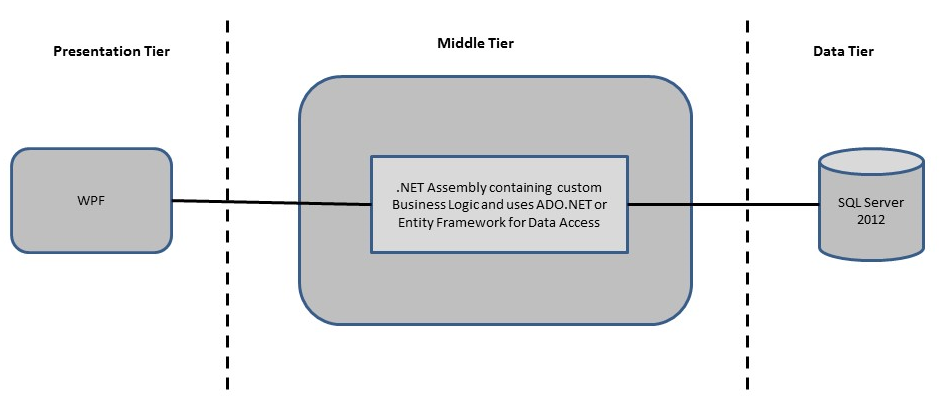 Presentation Tier
Middle Tier
Data Tier
WPF
.NET Assembly containing custom
Business Logic and uses ADO.NET or
Entity Framework for Data Access
SQL Server
2012